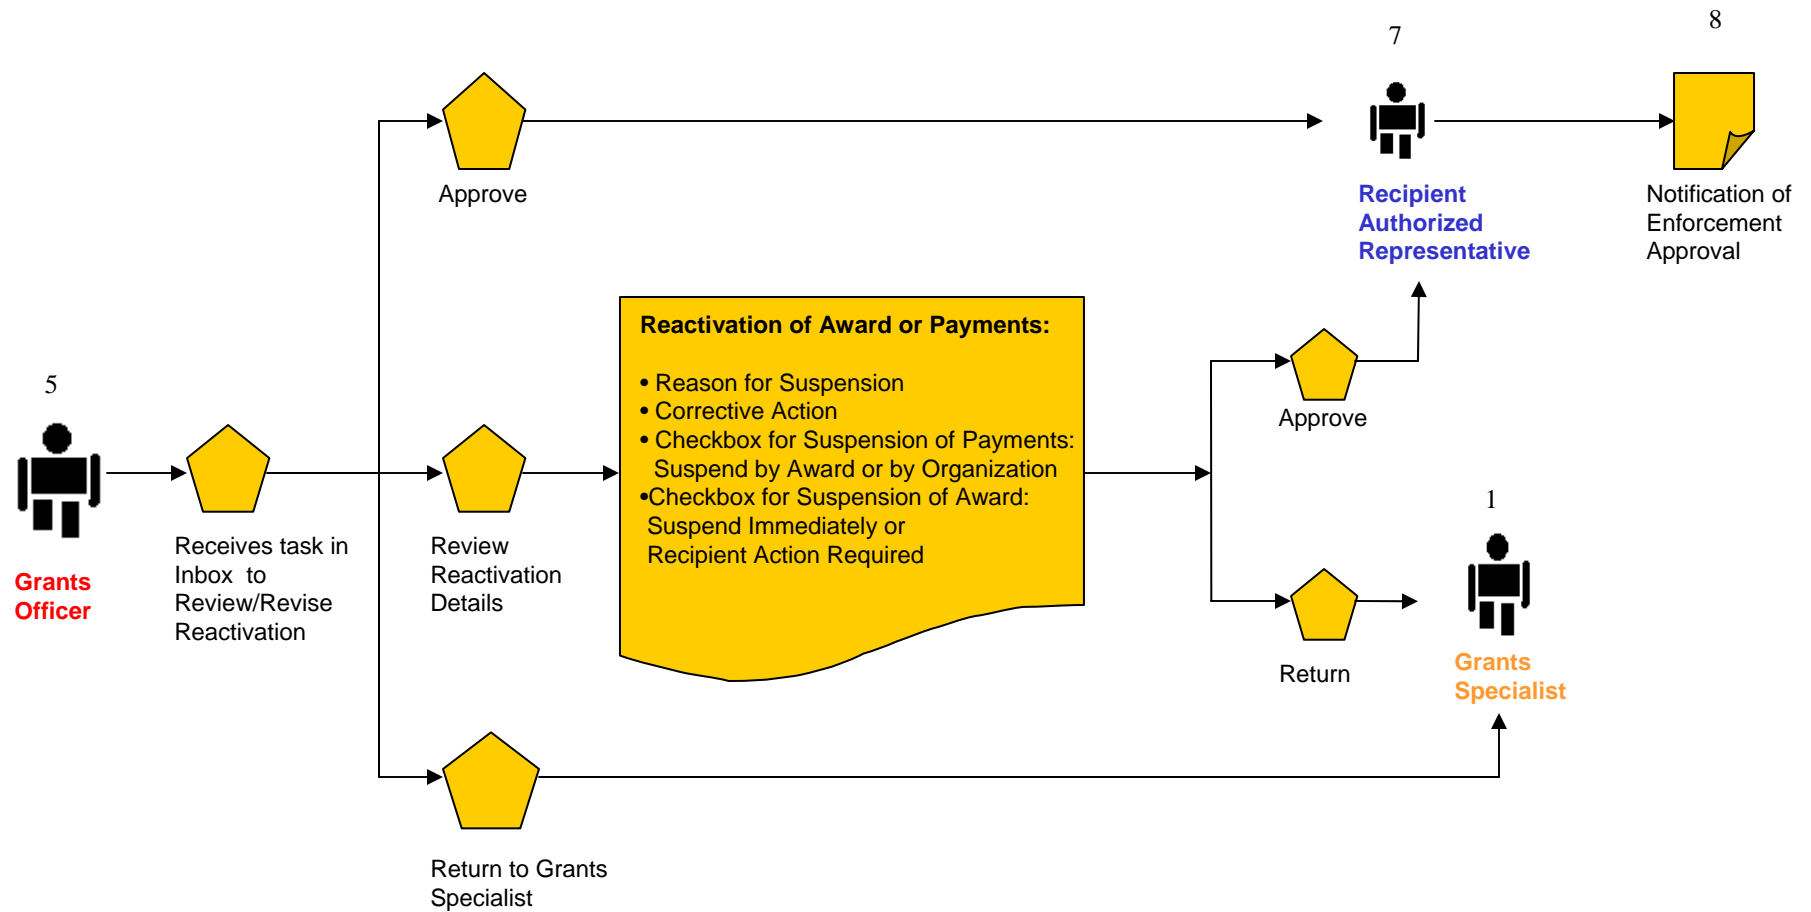 8
7
Approve
Recipient
Authorized
Representative
Notification of
Enforcement
Approval
Reactivation of Award or Payments:
• Reason for Suspension
• Corrective Action
• Checkbox for Suspension of Payments:
Suspend by Award or by Organization
•Checkbox for Suspension of Award:
Suspend Immediately or
Recipient Action Required
5
Grants
Officer
Receives task in
Inbox to
Review/Revise
Reactivation
Review
Reactivation
Details
Approve
1
Return
Grants
Specialist
Return to Grants
Specialist